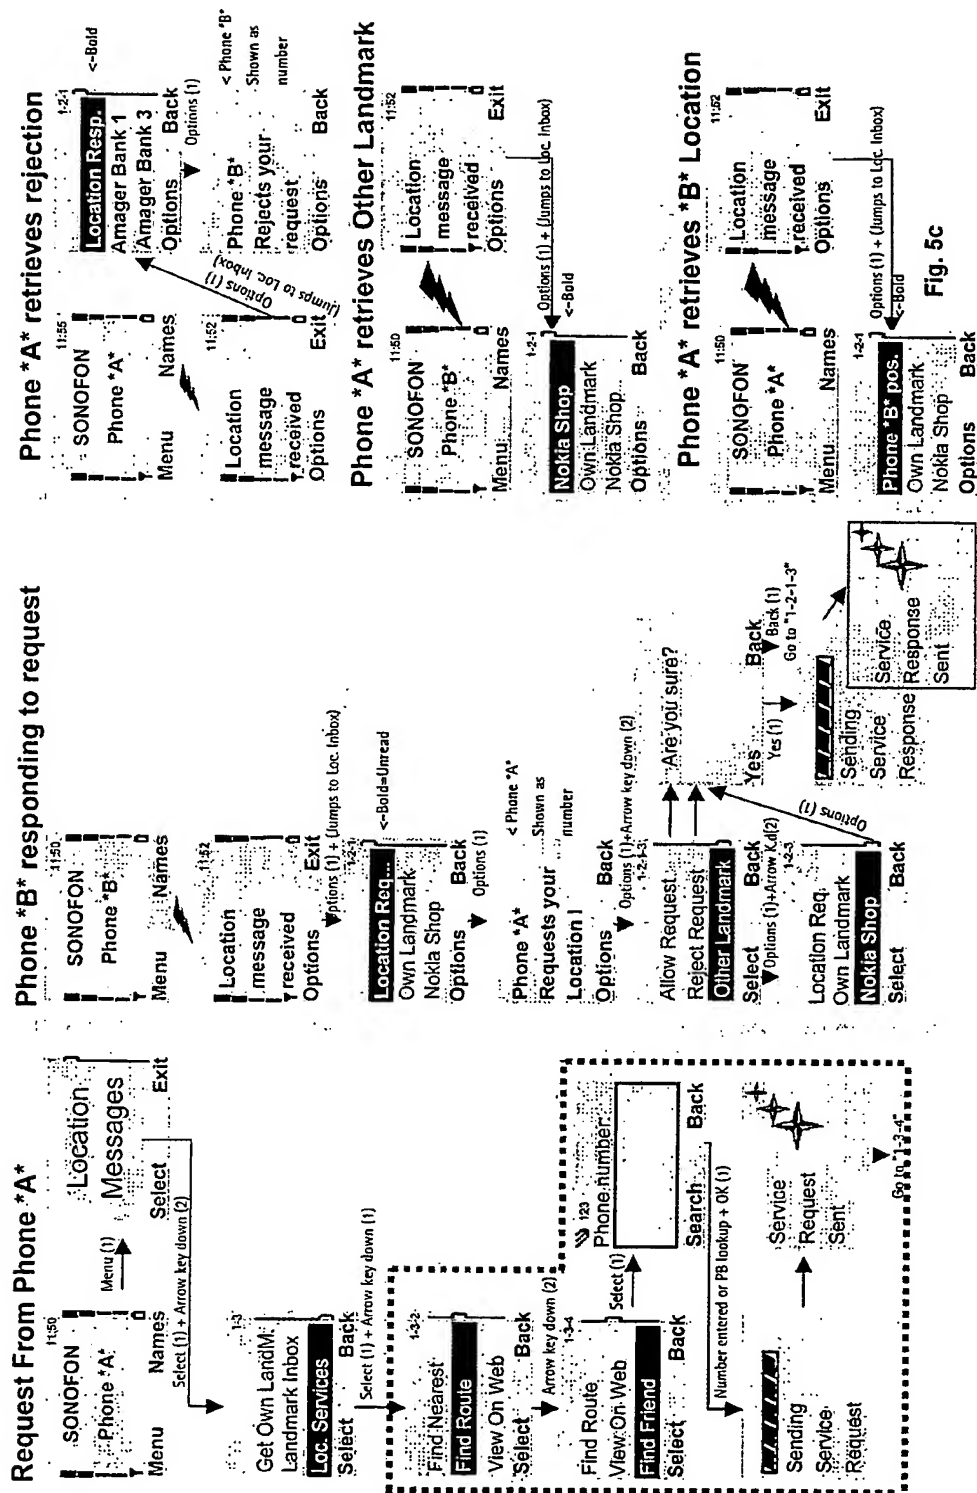 Request From Phone *A*
11:50
SONOFON
Phone *A*
Menu Names
Menu (1)
Location
Messages
Select Exit
Select (1) + Arrow key down (2)
1-3
Get Own LandM.
Landmark Inbox
Loc. Services
Select Back
Select (1) + Arrow key down (1)
1-3-2
Find Nearest
Find Route
View On Web
Select Back
Arrow key down (2)
1-3-4
Find Route
View On Web
Find Friend
Select Back
Select (1)
123
Phone number:
Search Back
Number entered or PB lookup + OK (1)
Sending
Service
Request
Service
Request
Sent
Go to "1-3-4"
Phone *B* responding to request
11:50
SONOFON
Phone *B*
Menu Names
11:52
Location
message
received
Options Exit
Options (1) + (Jumps to Loc. Inbox)
1-2-1
Location Req...
Own Landmark
Nokia Shop
Options Back
<-Bold=Unread
Options (1)
Phone *A*
Requests your
Location !
Options Back
< Phone *A*
Shown as
number
Options (1)+Arrow key down (2)
1-2-1-3
Allow Request
Reject Request
Other Landmark
Select Back
Options (1)+Arrow K.d(2)
1-2-3
Location Req.
Own Landmark
Nokia Shop
Select Back
Options (1)
Are you sure?
Yes Back
Yes (1)
Back (1)
Go to "1-2-1-3"
Sending
Service
Response
Service
Response
Sent
Phone *A* retrieves rejection
11:55
SONOFON
Phone *A*
Menu Names
11:52
Location
message
received
Options Exit
Options (1)
(Jumps to Loc. Inbox)
1-2-1
Location Resp.
Amager Bank 1
Amager Bank 3
Options Back
<-Bold
Options (1)
Phone *B*
Rejects your
request
Options Back
< Phone *B*
Shown as
number
Phone *A* retrieves Other Landmark
11:50
SONOFON
Phone *B*
Menu Names
11:52
Location
message
received
Options Exit
Options (1) + (Jumps to Loc. Inbox)
<-Bold
1-2-1
Nokia Shop
Own Landmark
Nokia Shop
Options Back
Phone *A* retrieves *B* Location
11:50
SONOFON
Phone *A*
Menu Names
11:52
Location
message
received
Options Exit
Options (1) + (Jumps to Loc. Inbox)
<-Bold
1-2-1
Phone *B* pos.
Own Landmark
Nokia Shop
Options Back
Fig. 5c